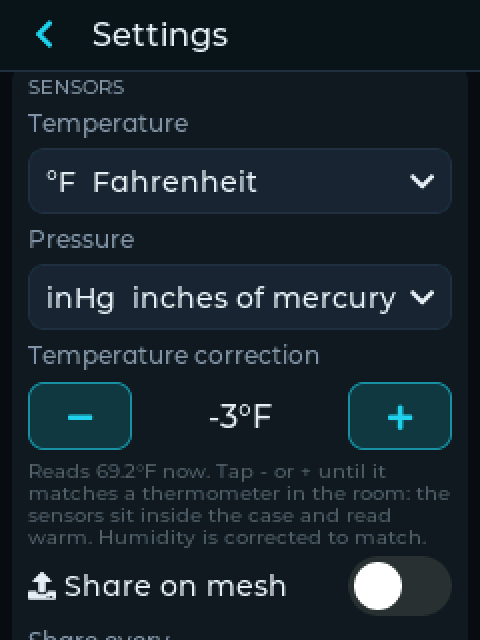 Settings
SENSORS
Temperature
°F Fahrenheit
Pressure
inHg inches of mercury
Temperature correction
-3°F
Reads 69.2°F now. Tap - or + until it
matches a thermometer in the room: the
sensors sit inside the case and read
warm. Humidity is corrected to match.
Share on mesh
Share every